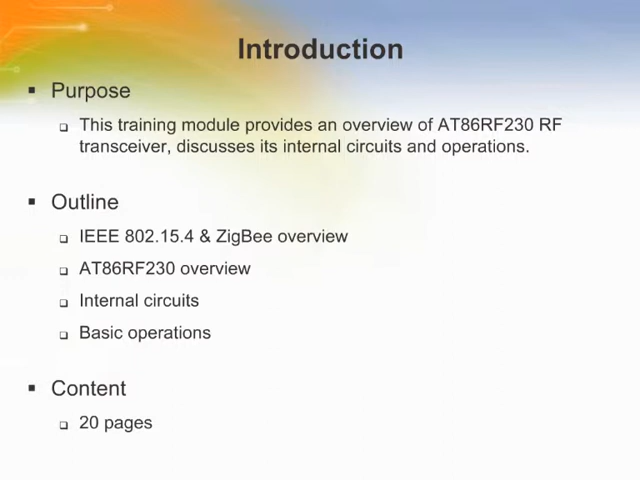 Introduction
Purpose
This training module provides an overview of AT86RF230 RF
transceiver, discusses its internal circuits and operations.
Outline
IEEE 802.15.4 & ZigBee overview
AT86RF230 overview
Internal circuits
Basic operations
Content
20 pages